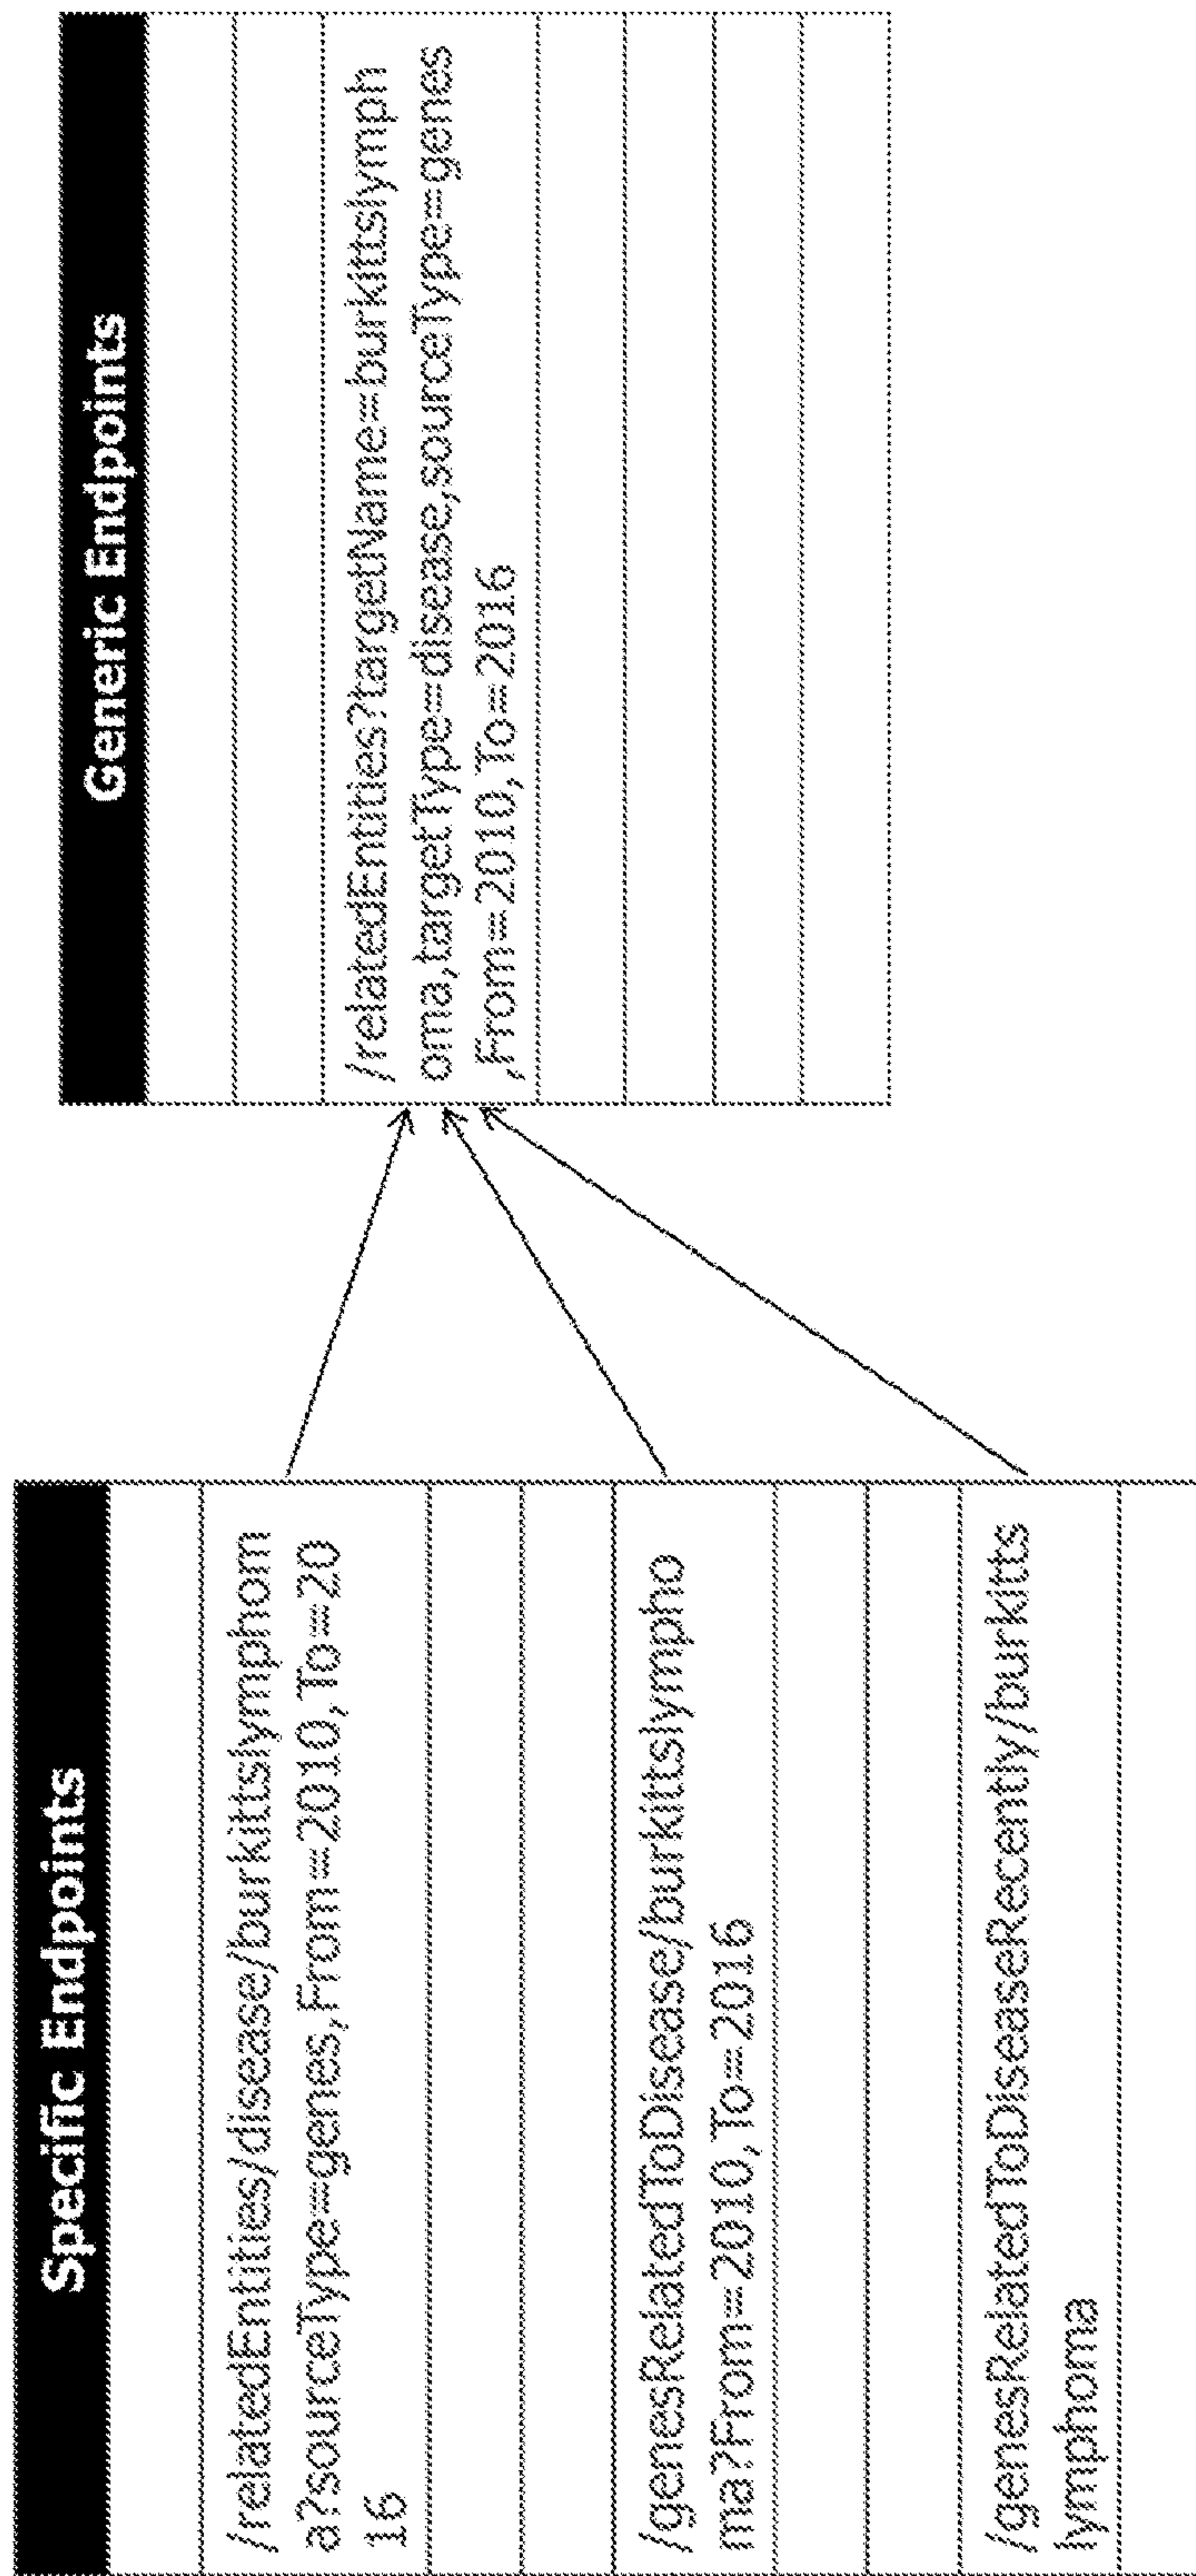 Specific Endpoints
/relatedEntities/disease/burkittslymphom
a?sourceType=genes,From=2010,To=20
16
/genesRelatedToDisease/burkittslympho
ma?From=2010,To=2016
/genesRelatedToDiseaseRecently/burkitts
lymphoma
Generic Endpoints
/relatedEntities?targetName=burkittslymph
oma,targetType=disease,sourceType=genes
,From=2010,To=2016